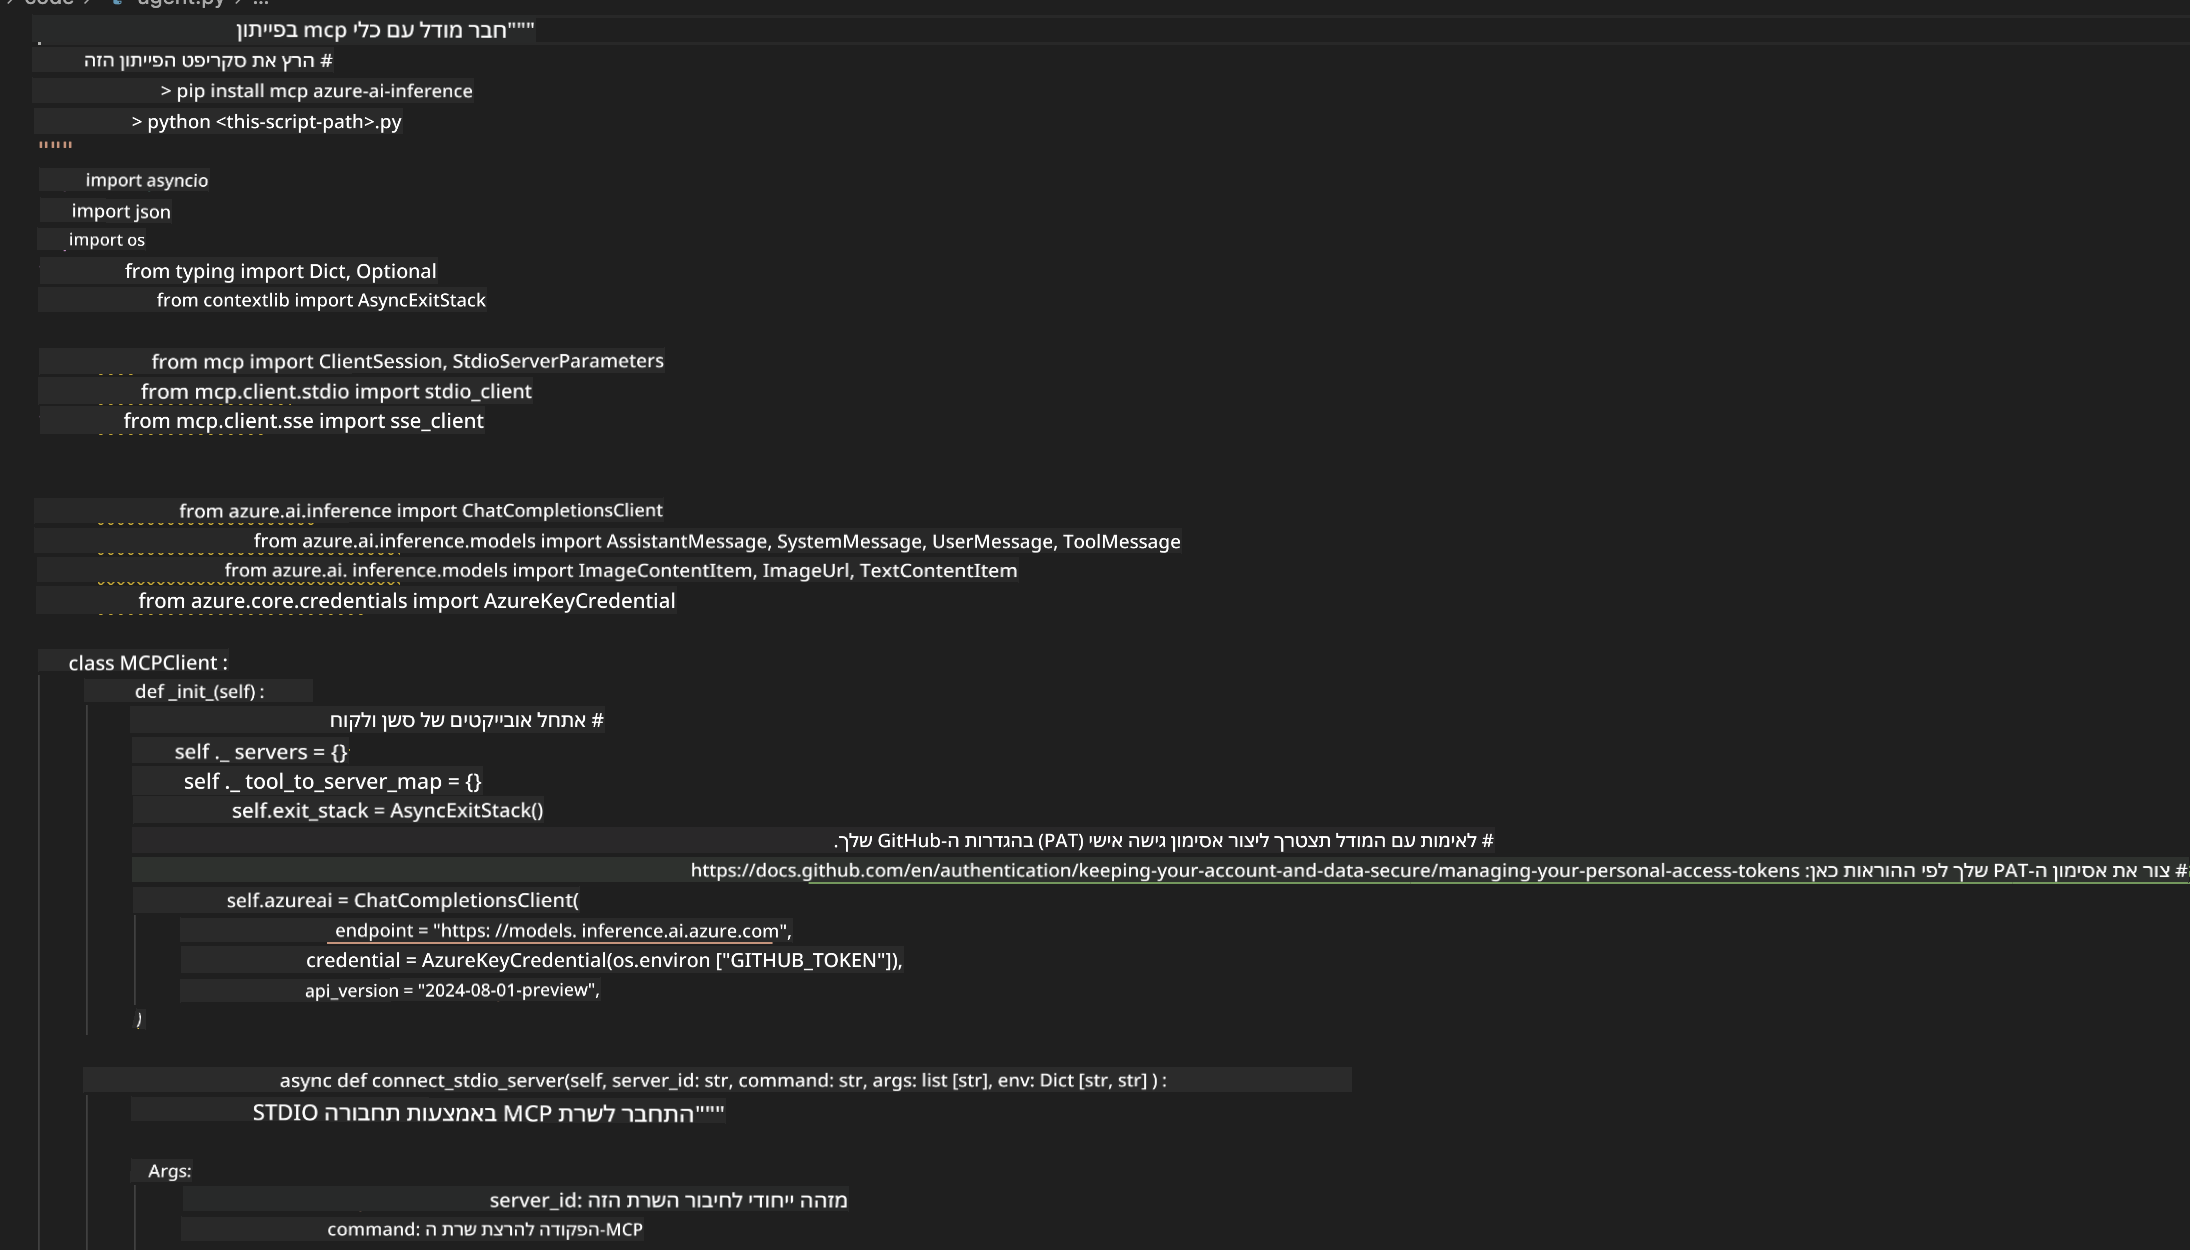 code agent.py ...
"""חבר מודל עם כלי mcp בפייתון
# הרץ את סקריפט הפייתון הזה
> pip install mcp azure-ai-inference
> python <this-script-path>.py
"""
import asyncio
import json
import os
from typing import Dict, Optional
from contextlib import AsyncExitStack
from mcp import ClientSession, StdioServerParameters
from mcp.client.stdio import stdio_client
from mcp.client.sse import sse_client
from azure.ai.inference import ChatCompletionsClient
from azure.ai.inference.models import AssistantMessage, SystemMessage, UserMessage, ToolMessage
from azure.ai. inference.models import ImageContentItem, ImageUrl, TextContentItem
from azure.core.credentials import AzureKeyCredential
class MCPClient :
def _init_(self) :
# אתחל אובייקטים של סשן ולקוח
self ._ servers = {}
self ._ tool_to_server_map = {}
self.exit_stack = AsyncExitStack()
# לאימות עם המודל תצטרך ליצור אסימון גישה אישי (PAT) בהגדרות ה-GitHub שלך.
# צור את אסימון ה-PAT שלך לפי ההוראות כאן: https://docs.github.com/en/authentication/keeping-your-account-and-data-secure/managing-your-personal-access-tokens
self.azureai = ChatCompletionsClient(
endpoint = "https: //models. inference.ai.azure.com",
credential = AzureKeyCredential(os.environ ["GITHUB_TOKEN"]),
api_version = "2024-08-01-preview",
)
async def connect_stdio_server(self, server_id: str, command: str, args: list [str], env: Dict [str, str] ) :
"""התחבר לשרת MCP באמצעות תחבורה STDIO
Args:
server_id: מזהה ייחודי לחיבור השרת הזה
command: הפקודה להרצת שרת ה-MCP